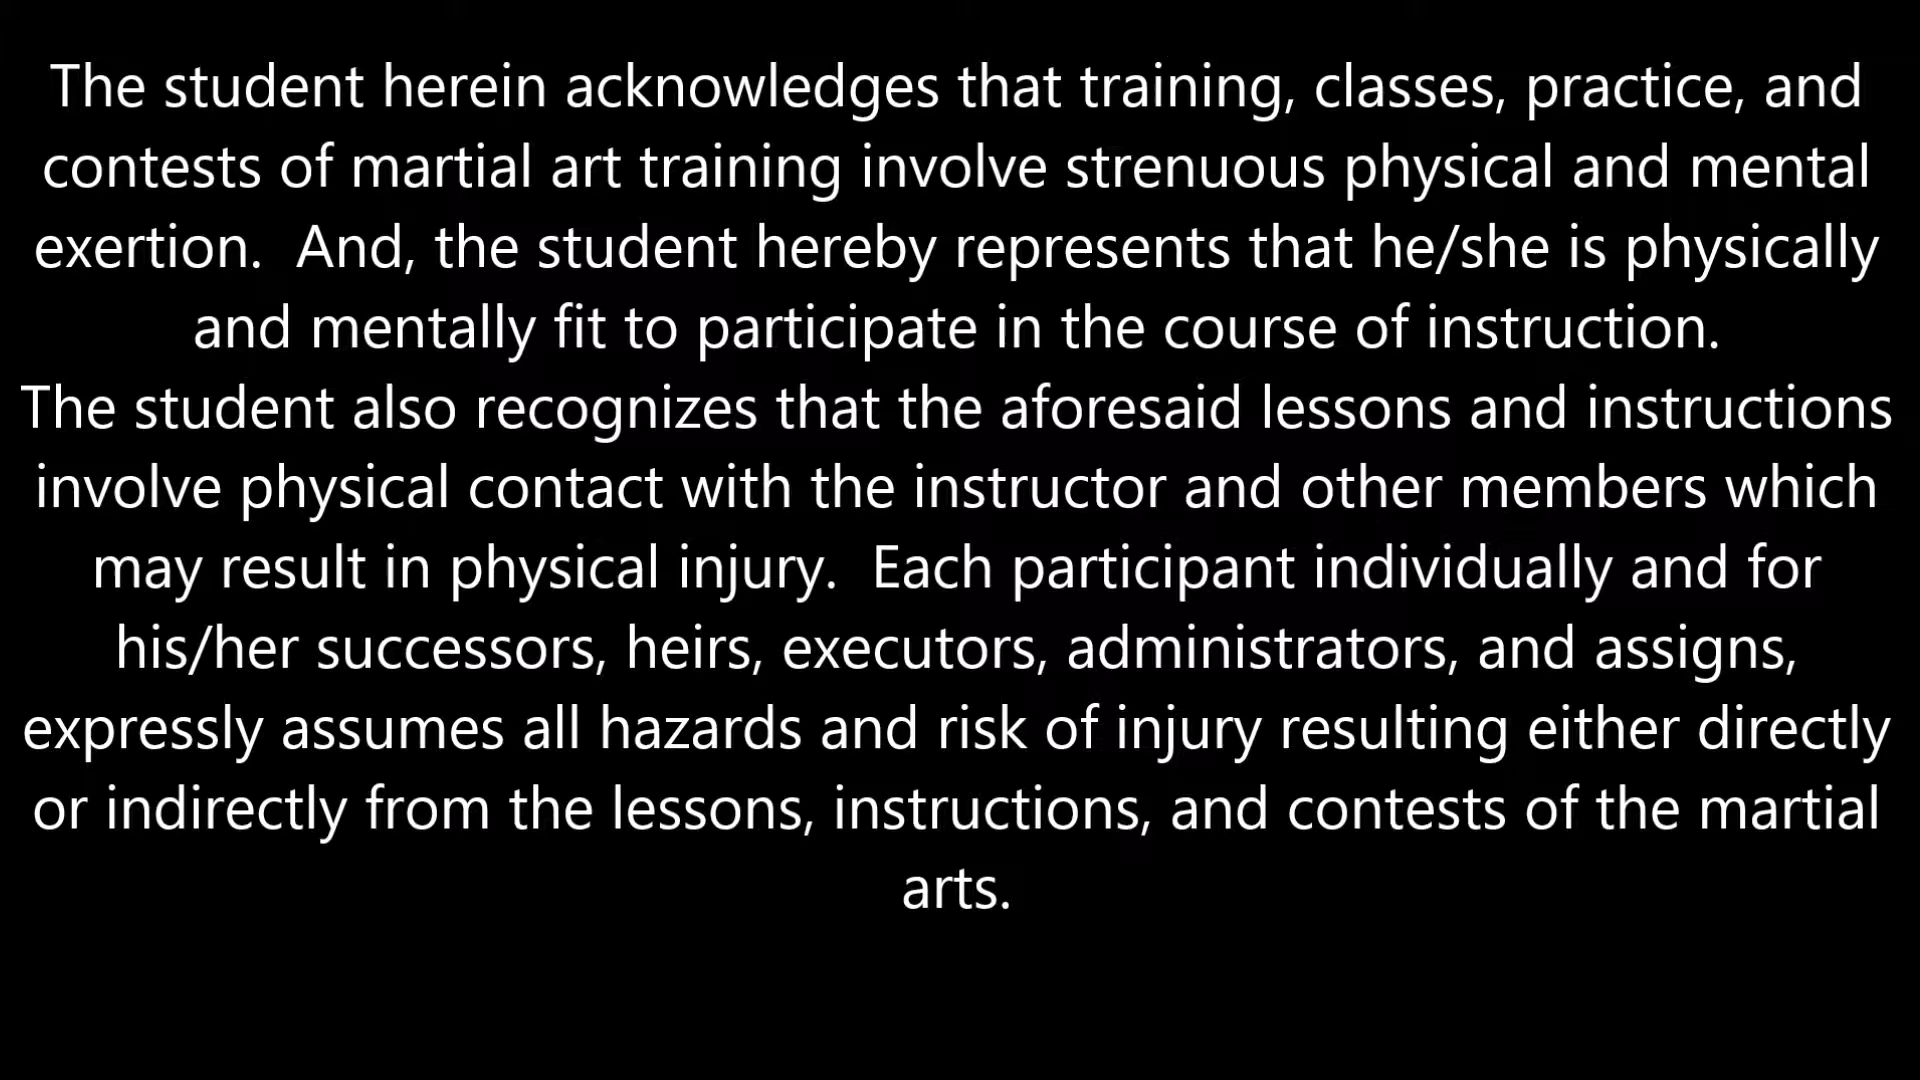 The student herein acknowledges that training, classes, practice, and
contests of martial art training involve strenuous physical and mental
exertion.  And, the student hereby represents that he/she is physically
and mentally fit to participate in the course of instruction.
The student also recognizes that the aforesaid lessons and instructions
involve physical contact with the instructor and other members which
may result in physical injury.  Each participant individually and for
his/her successors, heirs, executors, administrators, and assigns,
expressly assumes all hazards and risk of injury resulting either directly
or indirectly from the lessons, instructions, and contests of the martial
arts.